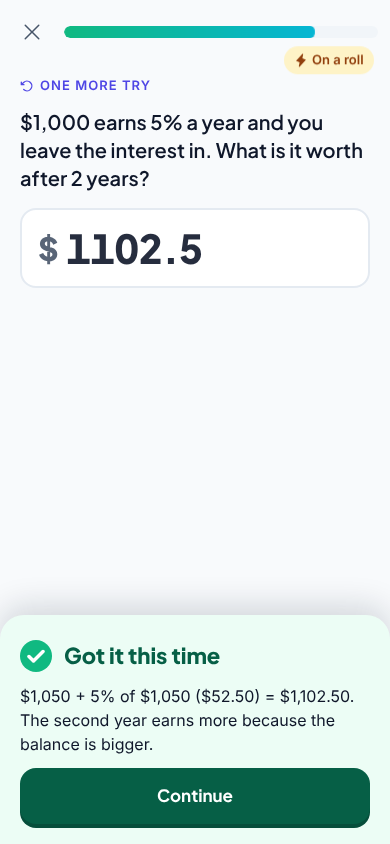 On a roll
ONE MORE TRY
$1,000 earns 5% a year and you
leave the interest in. What is it worth
after 2 years?
$ 1102.5
Got it this time
$1,050 + 5% of $1,050 ($52.50) = $1,102.50.
The second year earns more because the
balance is bigger.
Continue